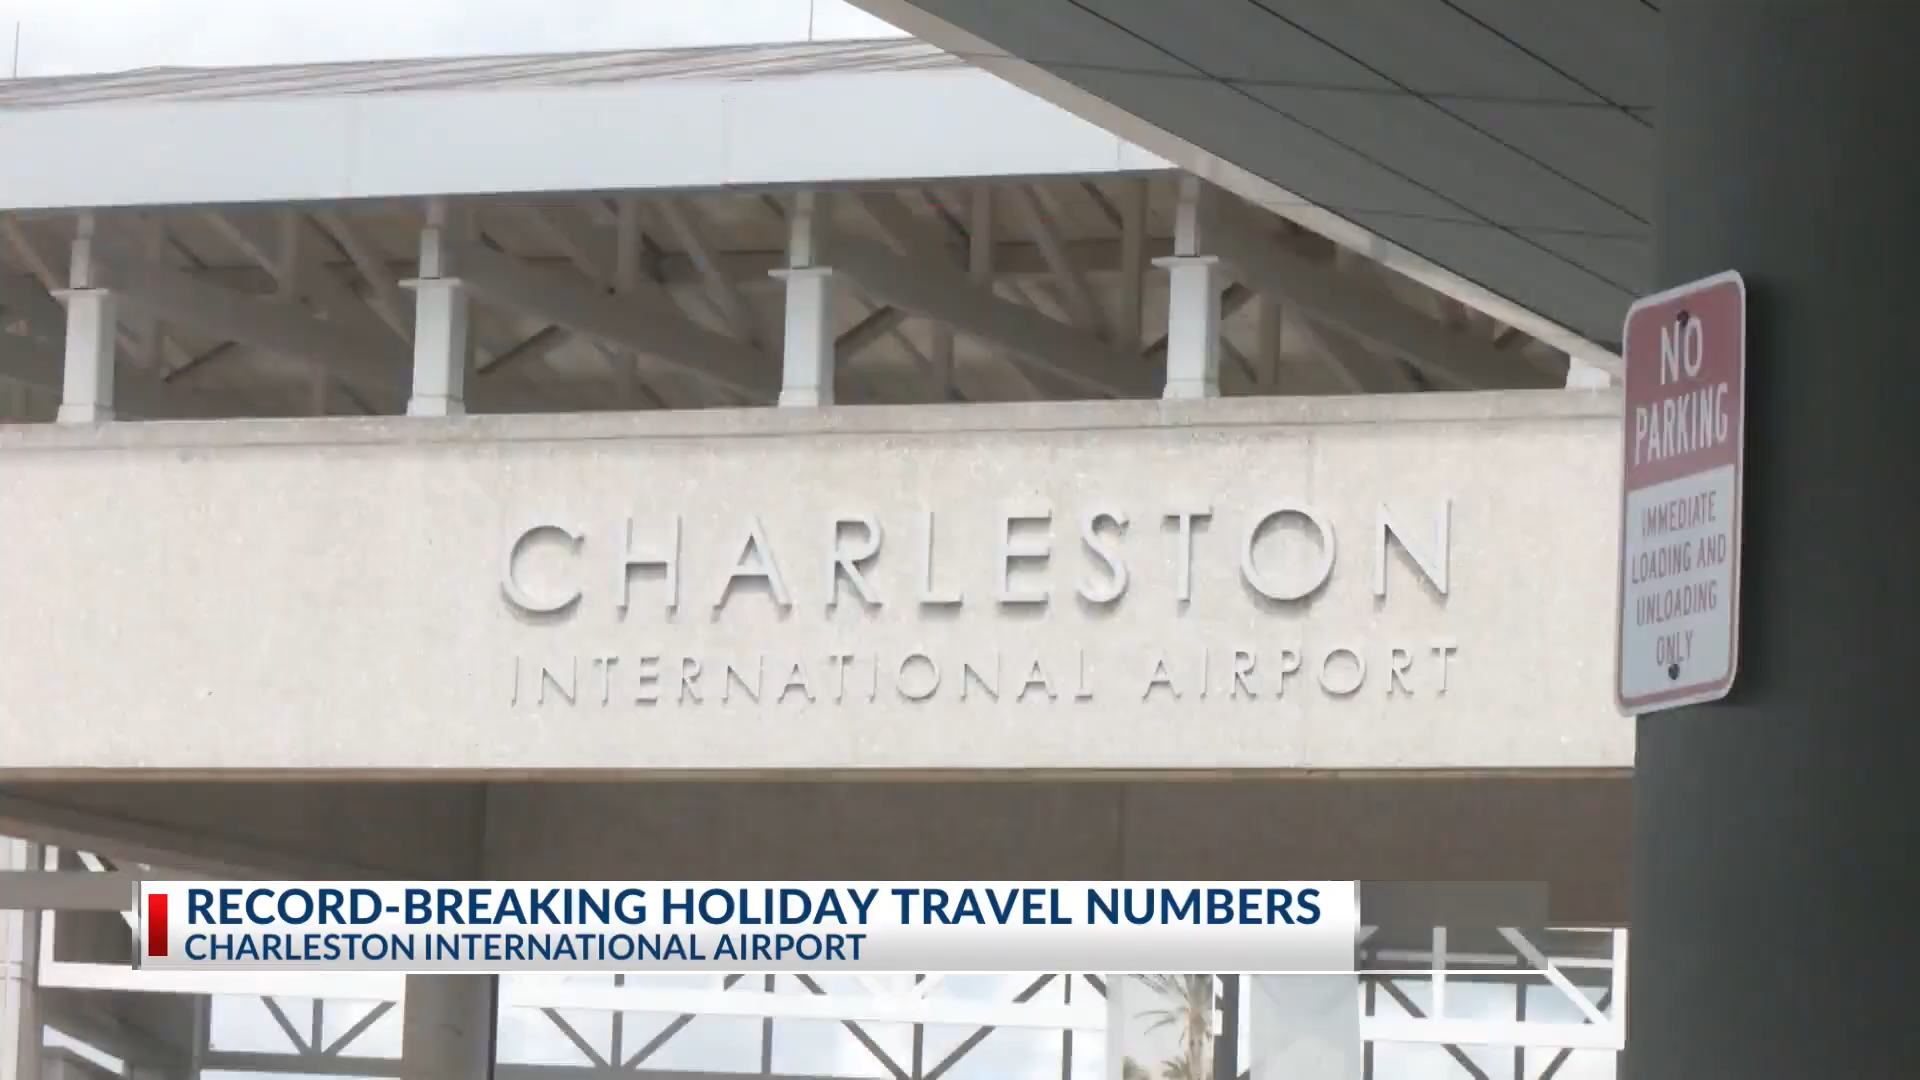 CHARLESTON
INTERNATIONAL AIRPORT
NO
PARKING
IMMEDIATE
LOADING AND
UNLOADING
ONLY
RECORD-BREAKING HOLIDAY TRAVEL NUMBERS
CHARLESTON INTERNATIONAL AIRPORT